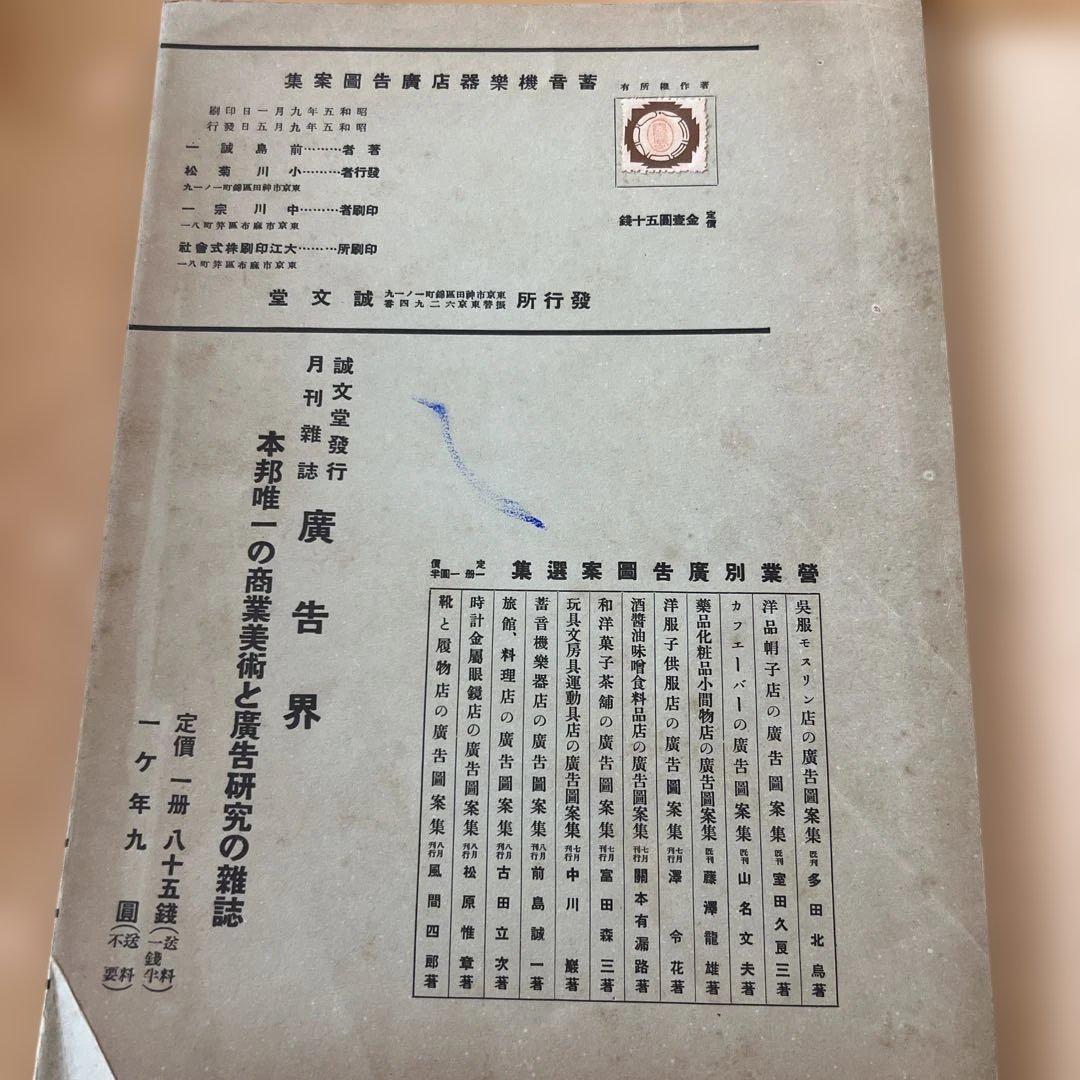 蓄音機樂器店廣告圖案集
昭和五年九月一日印刷
昭和五年九月五日發行
著者………前島誠一
發行者………小川菊松
東京市神田區錦町一ノ一九
印刷者………中川宗一
東京市麻布區笄町八一
印刷所………大江印刷株式會社
東京市麻布區笄町八一
著作權所有
定價 金壹圓五十錢
發行所
東京市神田區錦町一ノ一九
振替東京六二九四番
誠文堂
營業別廣告圖案選集 定價一册一圓半
吳服モスリン店の廣告圖案集 既刊 多田北烏著
洋品帽子店の廣告圖案集 既刊 室田久良三著
カフエーバーの廣告圖案集 既刊 山名文夫著
藥品化粧品小間物店の廣告圖案集 既刊 藤澤龍雄著
洋服子供服店の廣告圖案集 七月刊行 澤令花著
酒醬油味噌食料品店の廣告圖案集 七月刊行 關本有漏路著
和洋菓子茶舖の廣告圖案集 七月刊行 富田森三著
玩具文房具運動具店の廣告圖案集 七月刊行 中川巖著
蓄音機樂器店の廣告圖案集 八月刊行 前島誠一著
旅館、料理店の廣告圖案集 八月刊行 古田立次著
時計金屬眼鏡店の廣告圖案集 八月刊行 松原惟章著
靴と履物店の廣告圖案集 八月刊行 風間四郎著
誠文堂發行
月刊雜誌
廣告界
本邦唯一の商業美術と廣告研究の雜誌
定價一册八十五錢(送料一錢半)
一ケ年九圓(送料不要)